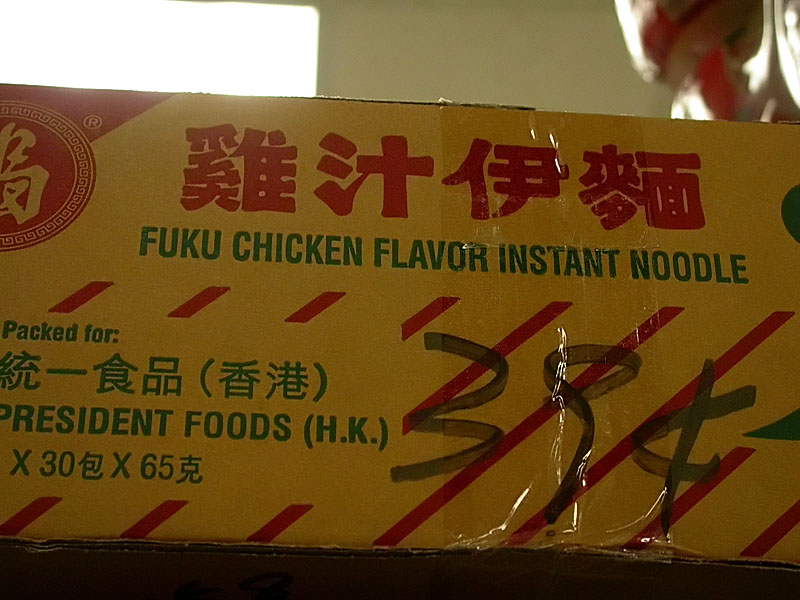 雞汁伊麵
FUKU CHICKEN FLAVOR INSTANT NOODLE
Packed for:
統一食品(香港)
PRESIDENT FOODS (H.K.)
X 30包 X 65克
39¢